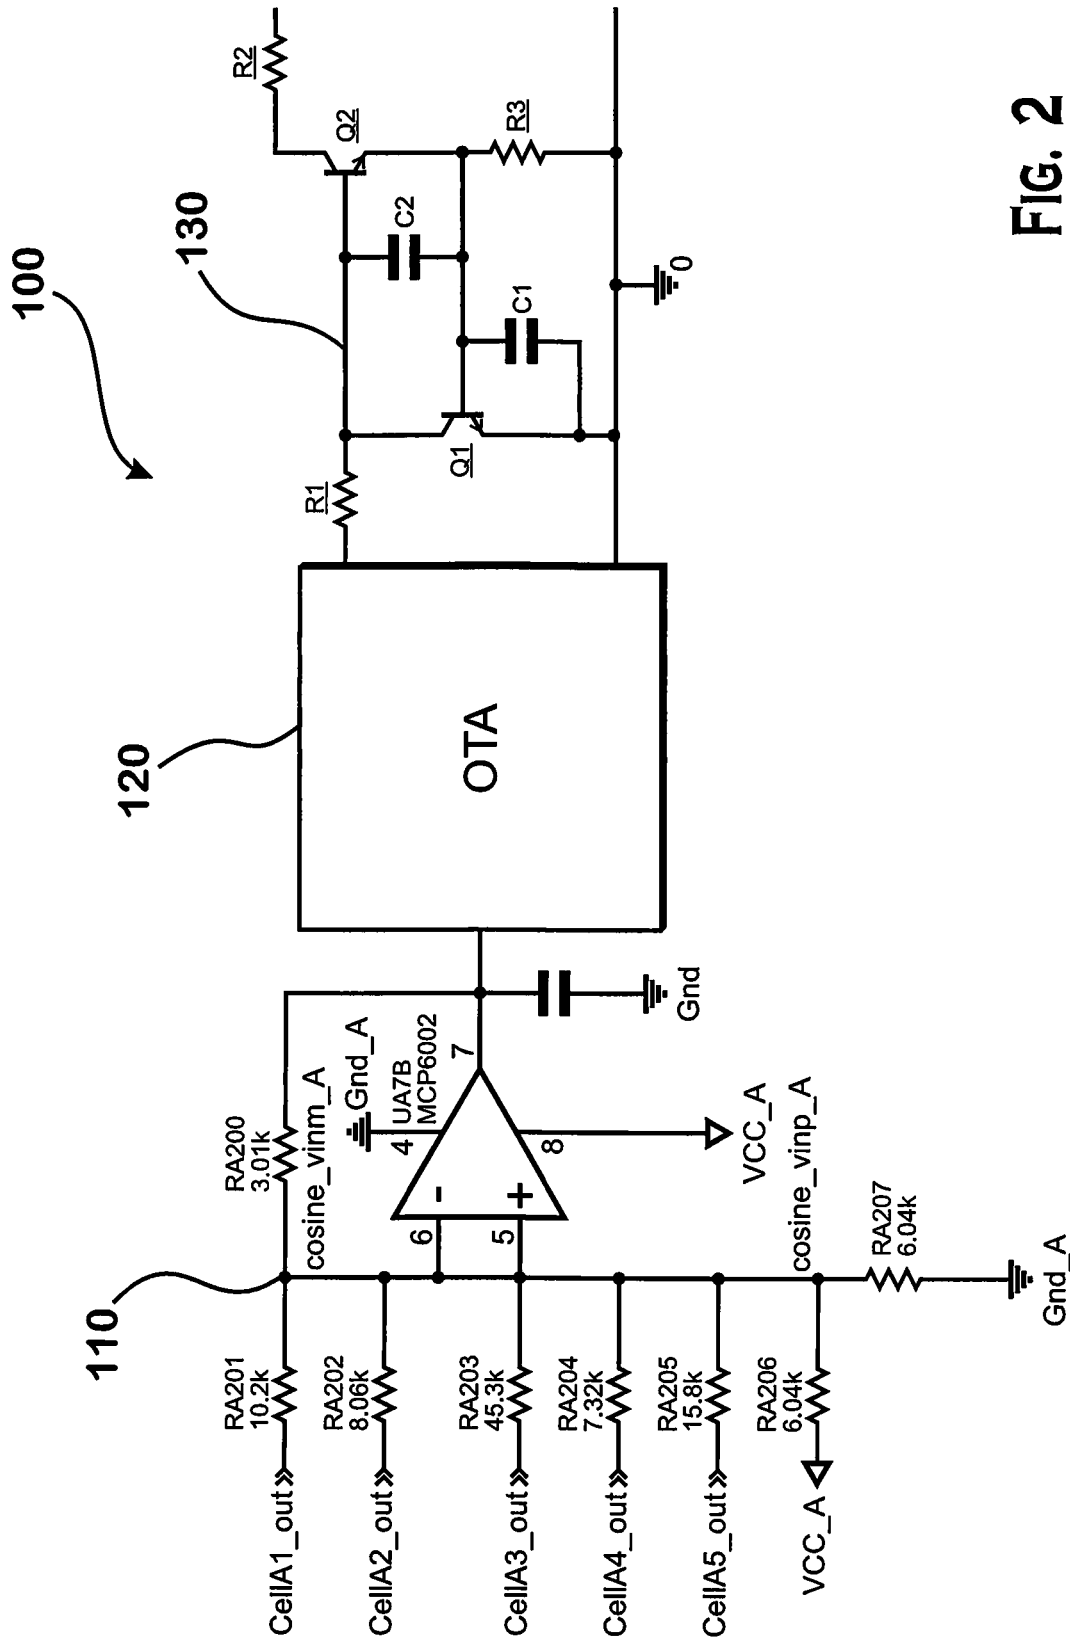 100
130
120
110
R2
Q2
R3
C2
C1
0
Q1
R1
OTA
Gnd
RA200
3.01k
cosine_vinm_A
Gnd_A
UA7B
MCP6002
4
7
8
6
5
-
+
VCC_A
cosine_vinp_A
RA207
6.04k
Gnd_A
RA201
10.2k
RA202
8.06k
RA203
45.3k
RA204
7.32k
RA205
15.8k
RA206
6.04k
CellA1_out
CellA2_out
CellA3_out
CellA4_out
CellA5_out
VCC_A
FIG. 2